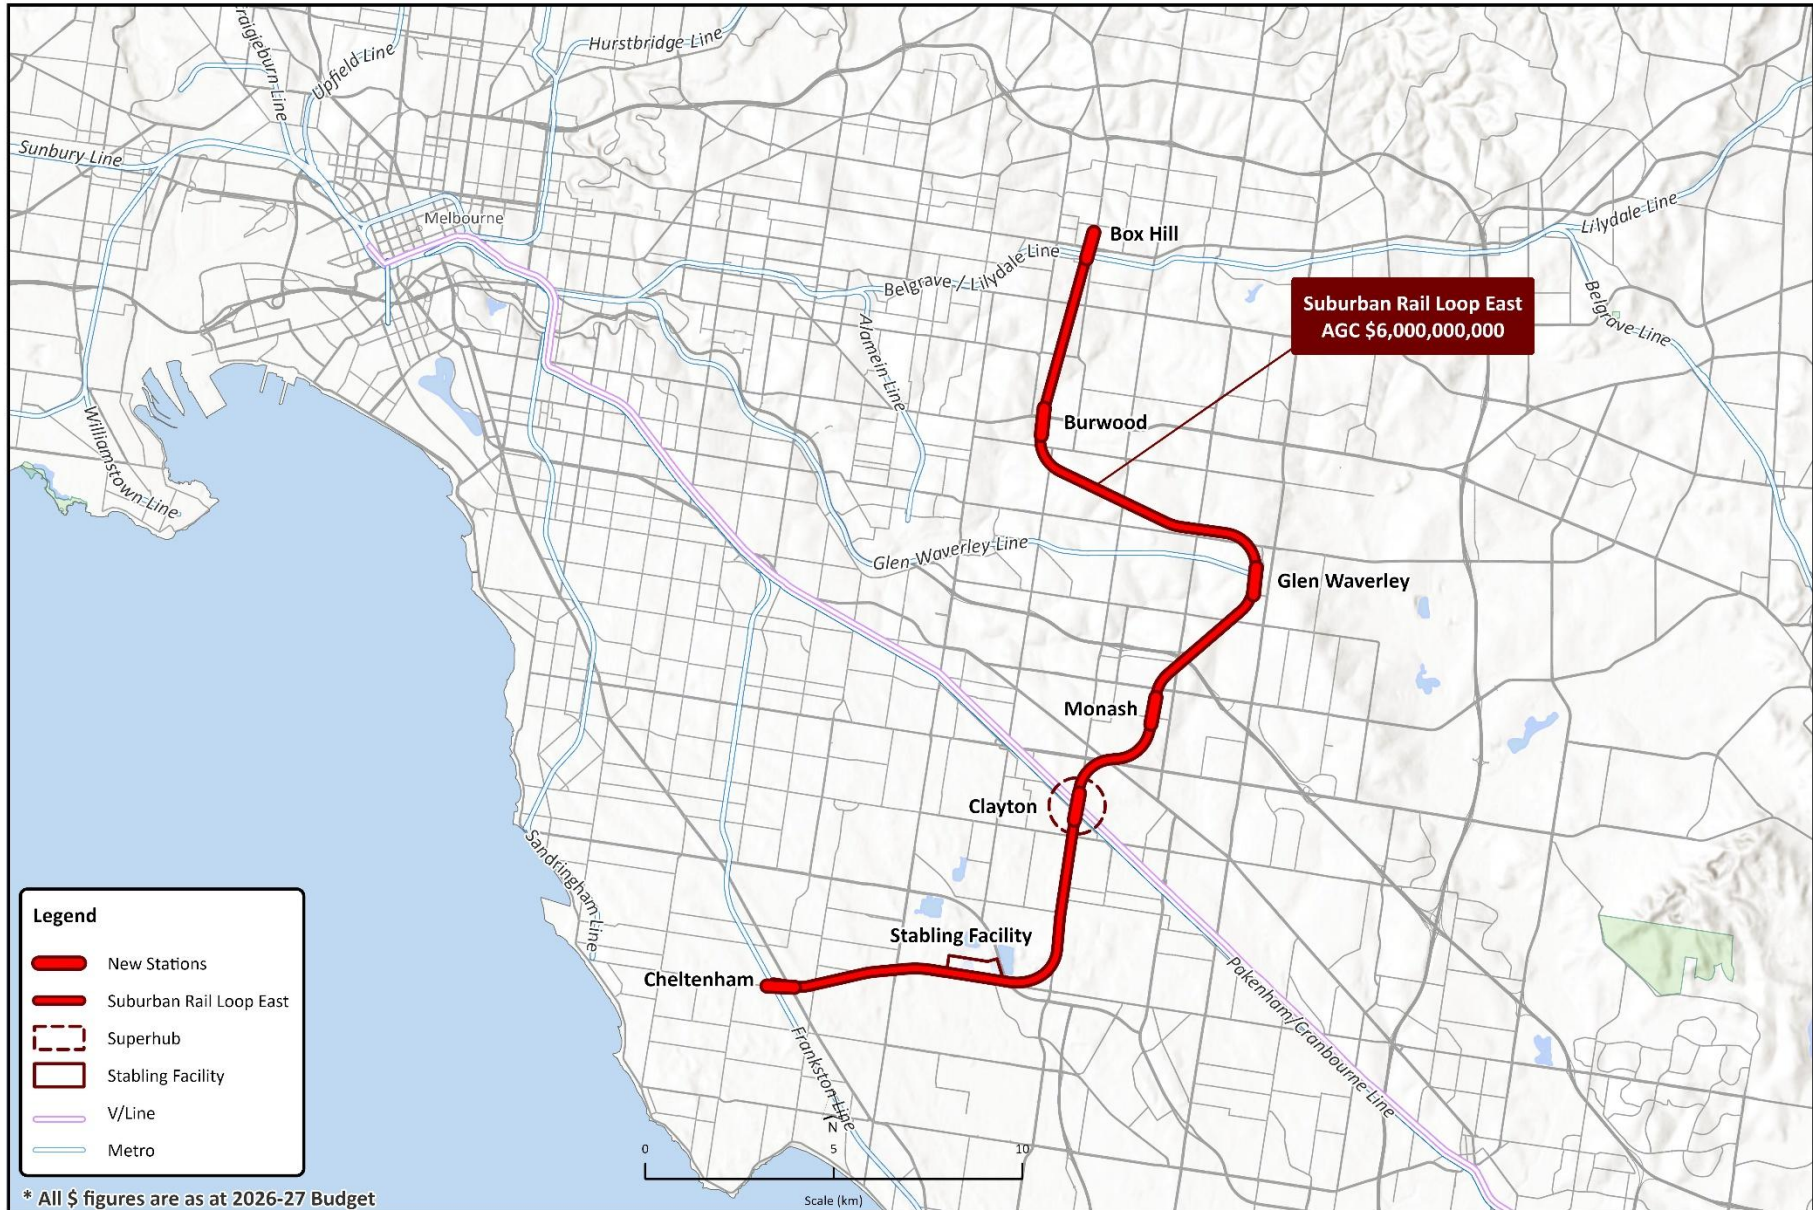 Craigieburn Line
Upfield Line
Hurstbridge Line
Sunbury Line
Melbourne
Lilydale Line
Box Hill
Belgrave / Lilydale Line
Belgrave Line
Suburban Rail Loop East
AGC $6,000,000,000
Alamein Line
Burwood
Williamstown Line
Glen Waverley Line
Glen Waverley
Monash
Clayton
Sandringham Line
Stabling Facility
Cheltenham
Pakenham/Cranbourne Line
Frankston Line
Legend
New Stations
Suburban Rail Loop East
Superhub
Stabling Facility
V/Line
Metro
N
0 5 10
Scale (km)
* All $ figures are as at 2026-27 Budget